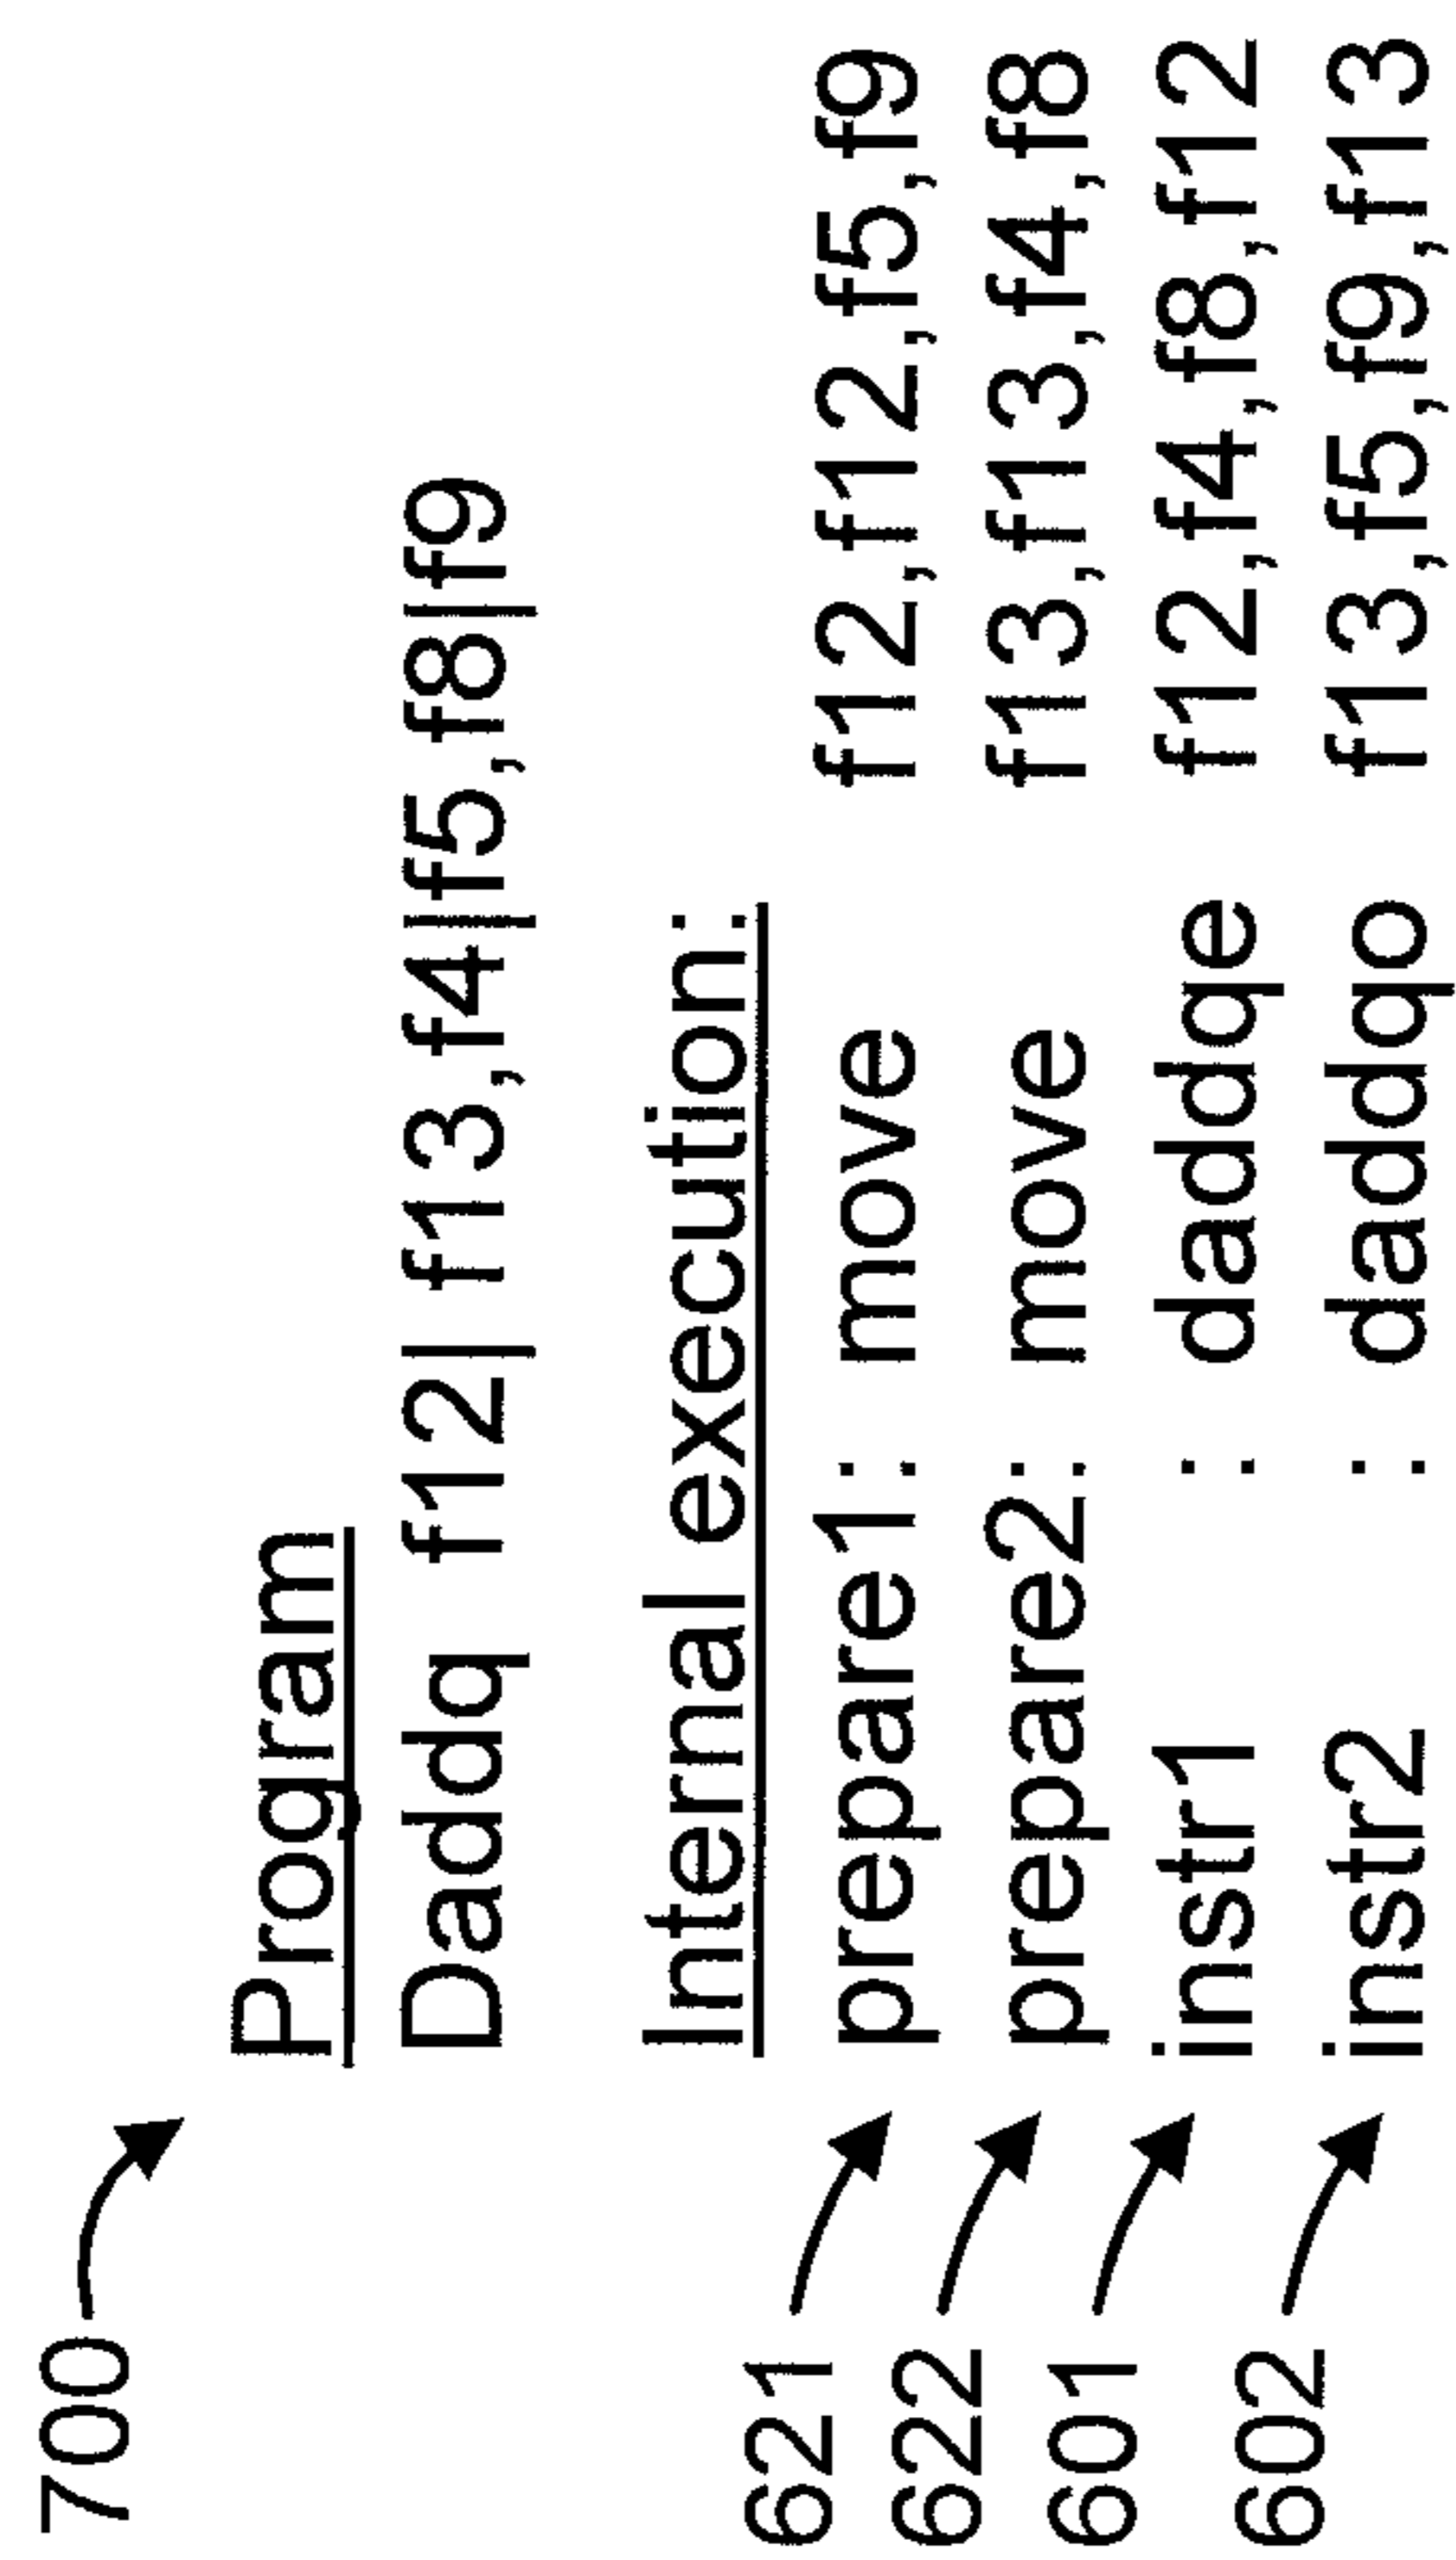 700
Program
Daddq f12| f13,f4|f5,f8|f9
Internal execution:
621 prepare1: move f12,f12,f5,f9
622 prepare2: move f13,f13,f4,f8
601 instr1 : daddqe f12,f4,f8,f12
602 instr2 : daddqo f13,f5,f9,f13